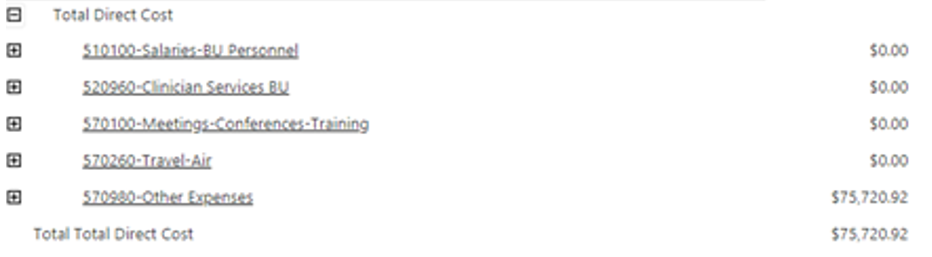 Total Direct Cost
510100-Salaries-BU Personnel $0.00
520960-Clinician Services BU $0.00
570100-Meetings-Conferences-Training $0.00
570260-Travel-Air $0.00
570980-Other Expenses $75,720.92
Total Total Direct Cost $75,720.92